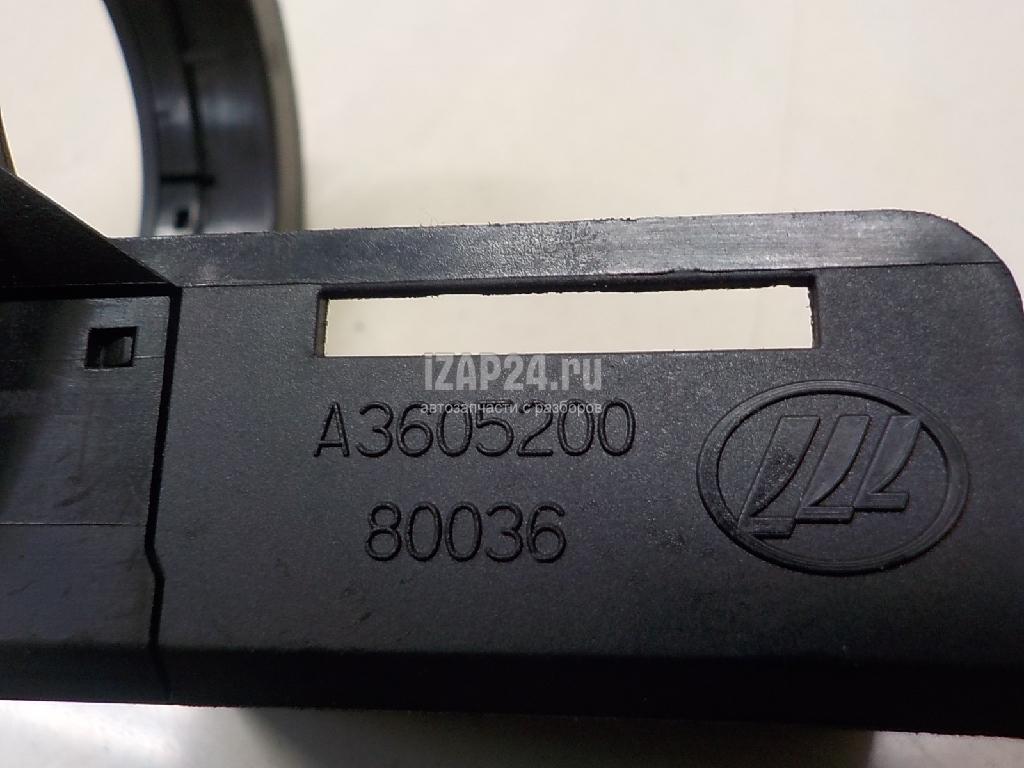 iZAP24.ru
автозапчасти с разборов
A3605200
80036